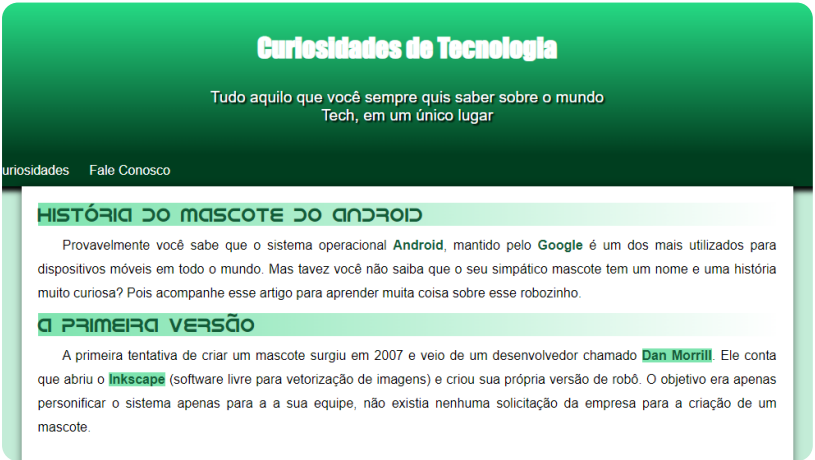 Curiosidades de Tecnologia
Tudo aquilo que você sempre quis saber sobre o mundo
Tech, em um único lugar
uriosidades Fale Conosco
História do Mascote do Android
Provavelmente você sabe que o sistema operacional Android, mantido pelo Google é um dos mais utilizados para
dispositivos móveis em todo o mundo. Mas tavez você não saiba que o seu simpático mascote tem um nome e uma história
muito curiosa? Pois acompanhe esse artigo para aprender muita coisa sobre esse robozinho.
A primeira versão
A primeira tentativa de criar um mascote surgiu em 2007 e veio de um desenvolvedor chamado Dan Morrill. Ele conta
que abriu o Inkscape (software livre para vetorização de imagens) e criou sua própria versão de robô. O objetivo era apenas
personificar o sistema apenas para a a sua equipe, não existia nenhuma solicitação da empresa para a criação de um
mascote.